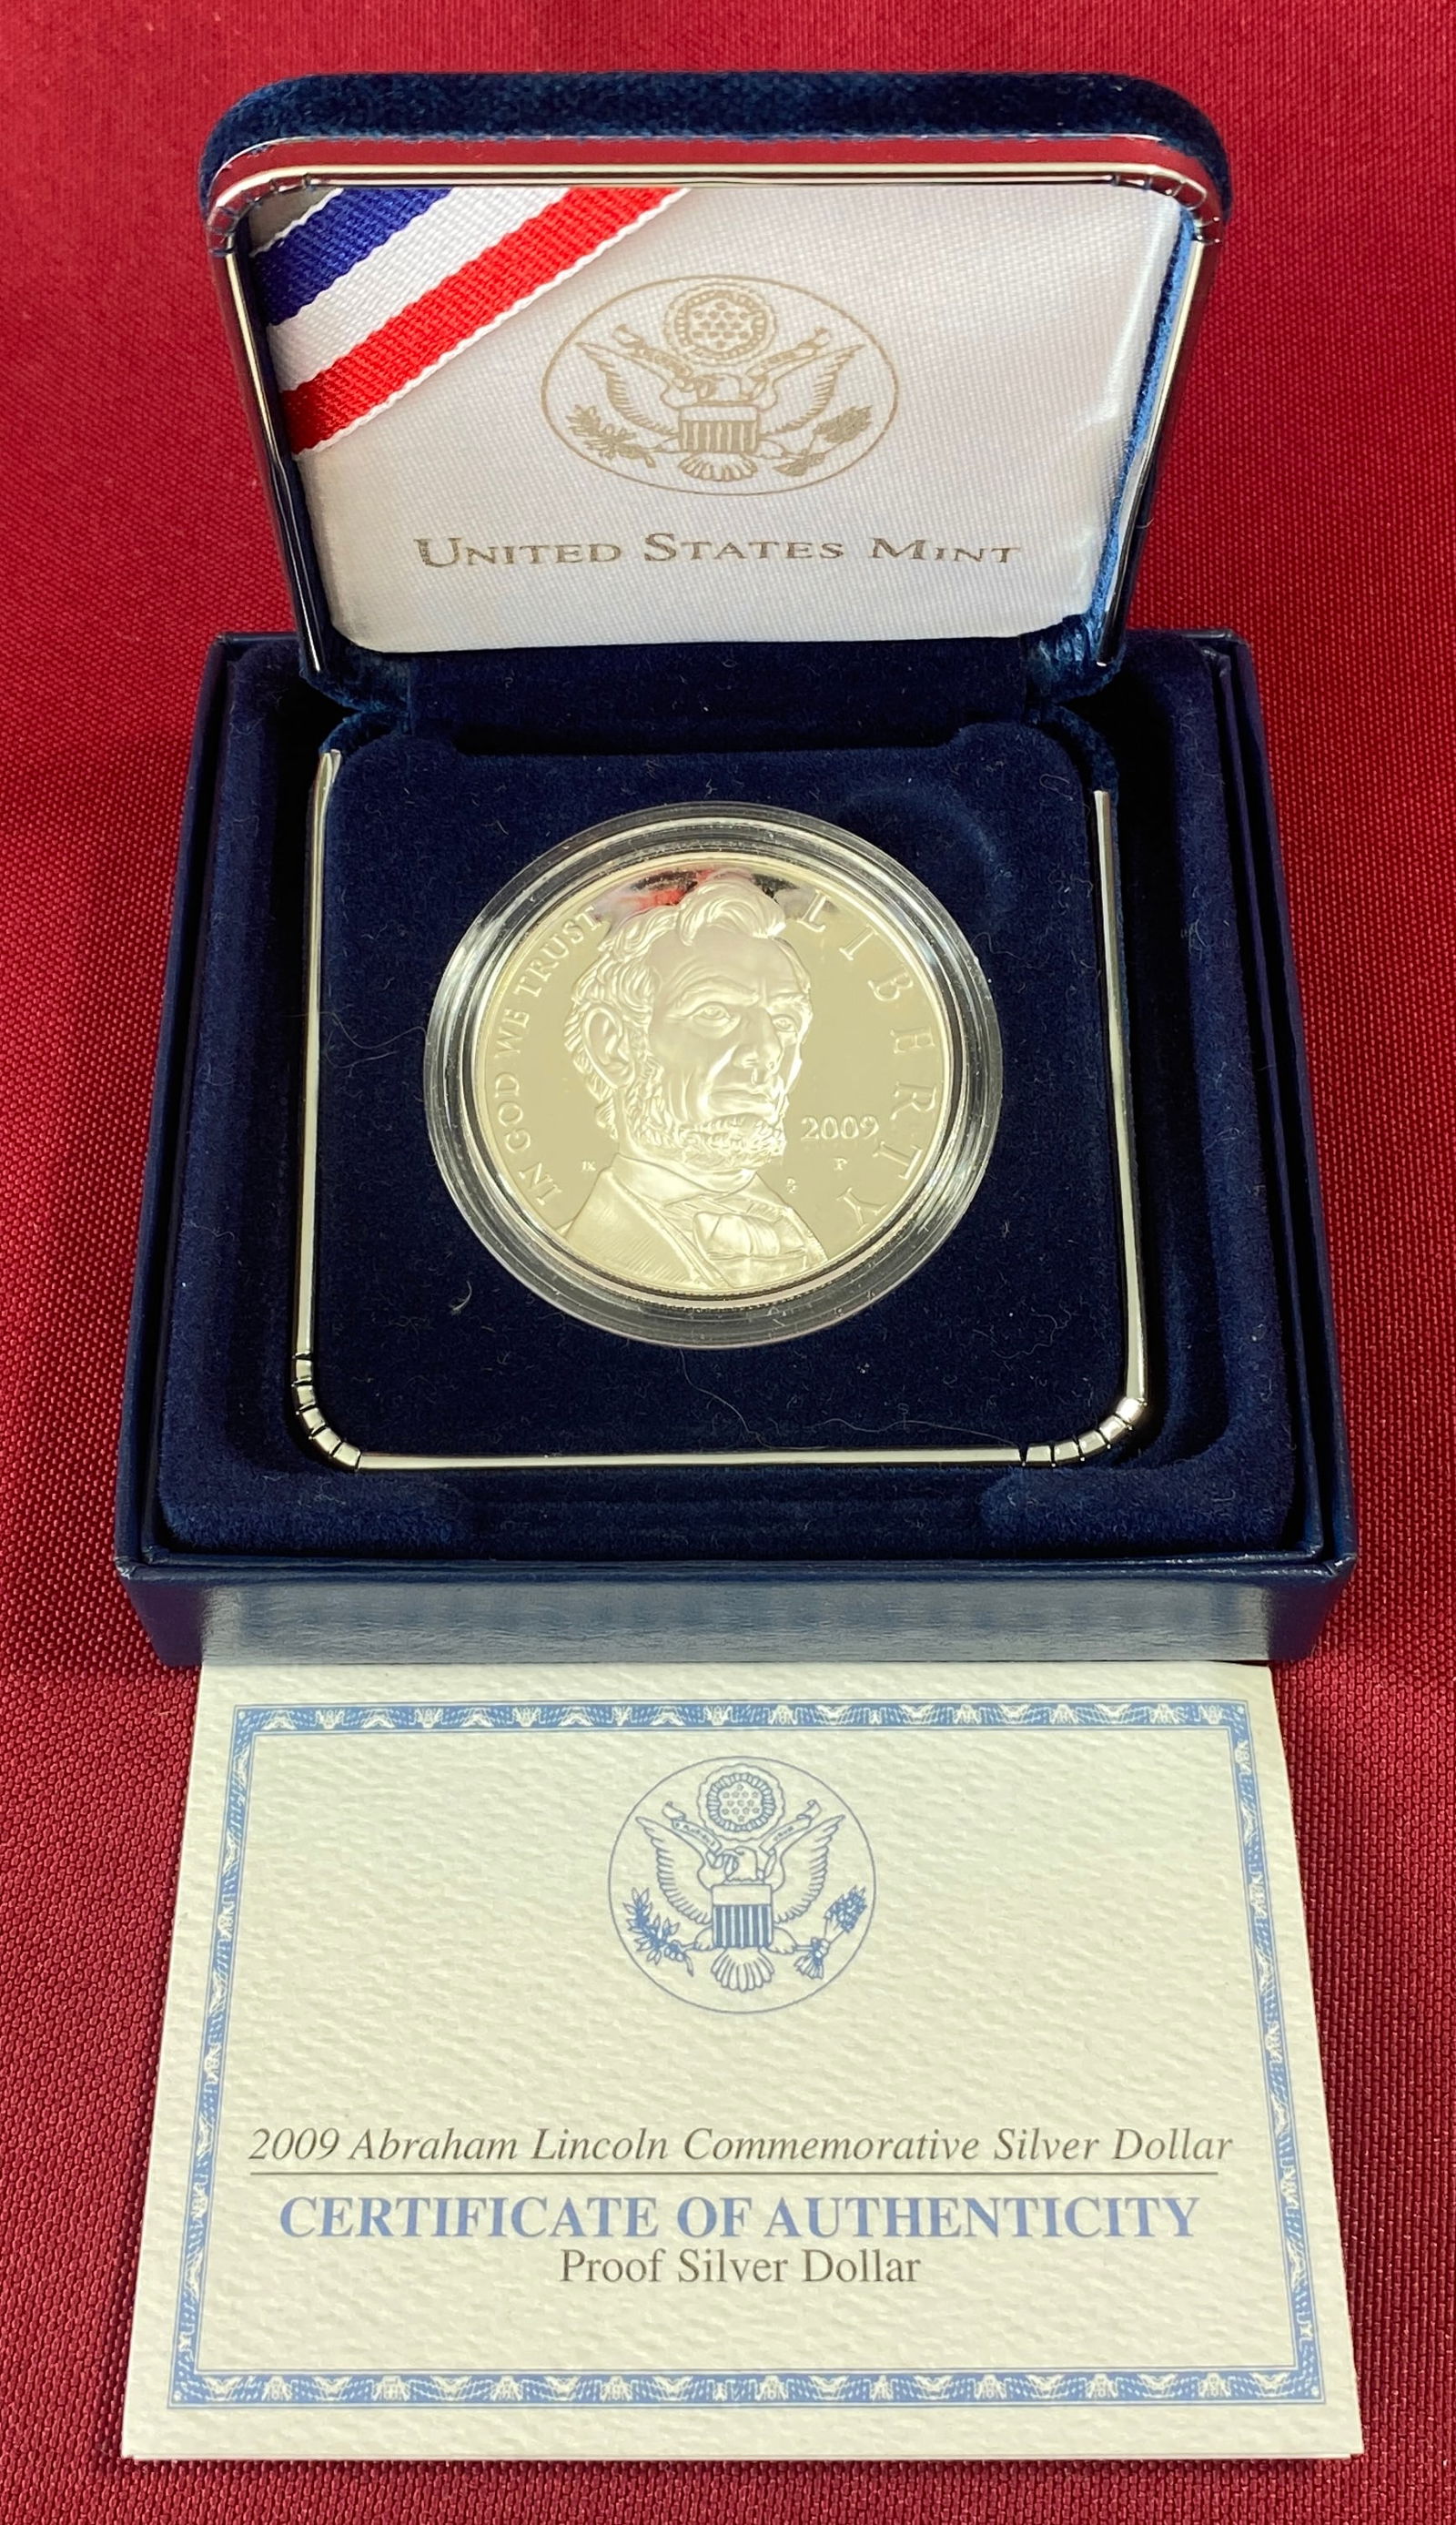 UNITED STATES MINT
IN GOD WE TRUST
LIBERTY
2009
P
JK
2009 Abraham Lincoln Commemorative Silver Dollar
CERTIFICATE OF AUTHENTICITY
Proof Silver Dollar